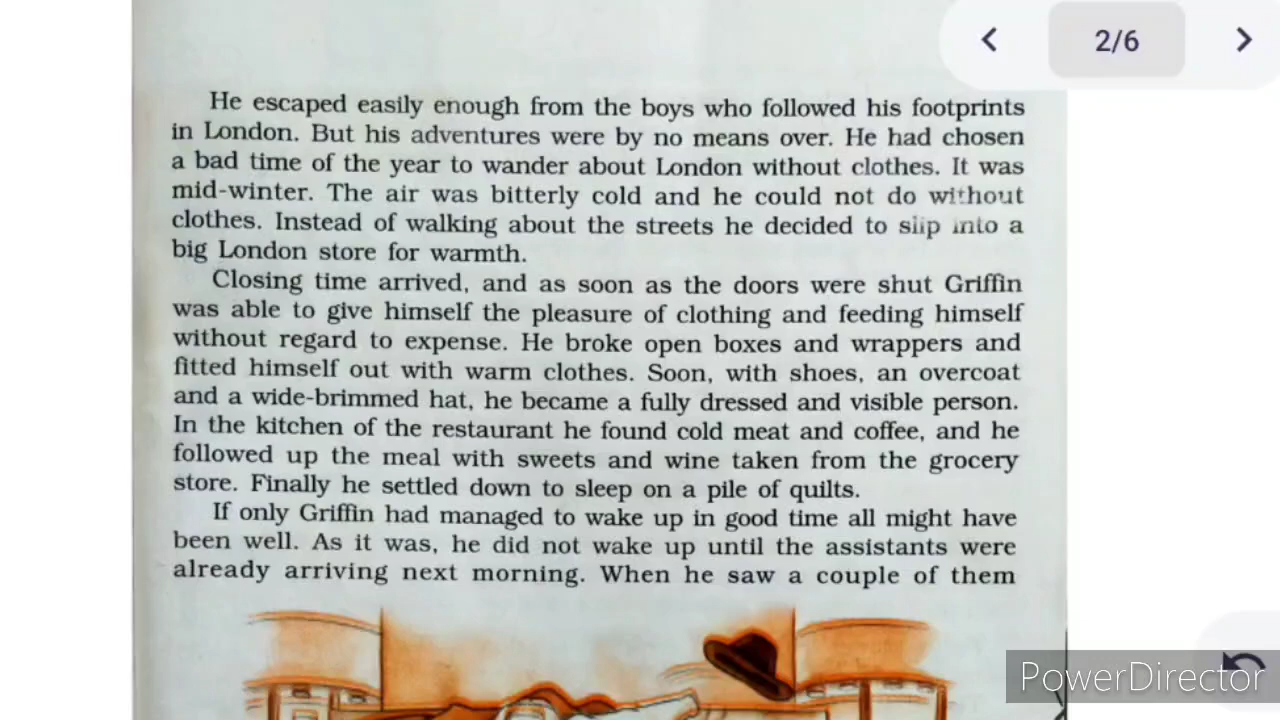 2/6
He escaped easily enough from the boys who followed his footprints
in London. But his adventures were by no means over. He had chosen
a bad time of the year to wander about London without clothes. It was
mid-winter. The air was bitterly cold and he could not do without
clothes. Instead of walking about the streets he decided to slip into a
big London store for warmth.
Closing time arrived, and as soon as the doors were shut Griffin
was able to give himself the pleasure of clothing and feeding himself
without regard to expense. He broke open boxes and wrappers and
fitted himself out with warm clothes. Soon, with shoes, an overcoat
and a wide-brimmed hat, he became a fully dressed and visible person.
In the kitchen of the restaurant he found cold meat and coffee, and he
followed up the meal with sweets and wine taken from the grocery
store. Finally he settled down to sleep on a pile of quilts.
If only Griffin had managed to wake up in good time all might have
been well. As it was, he did not wake up until the assistants were
already arriving next morning. When he saw a couple of them
PowerDirector